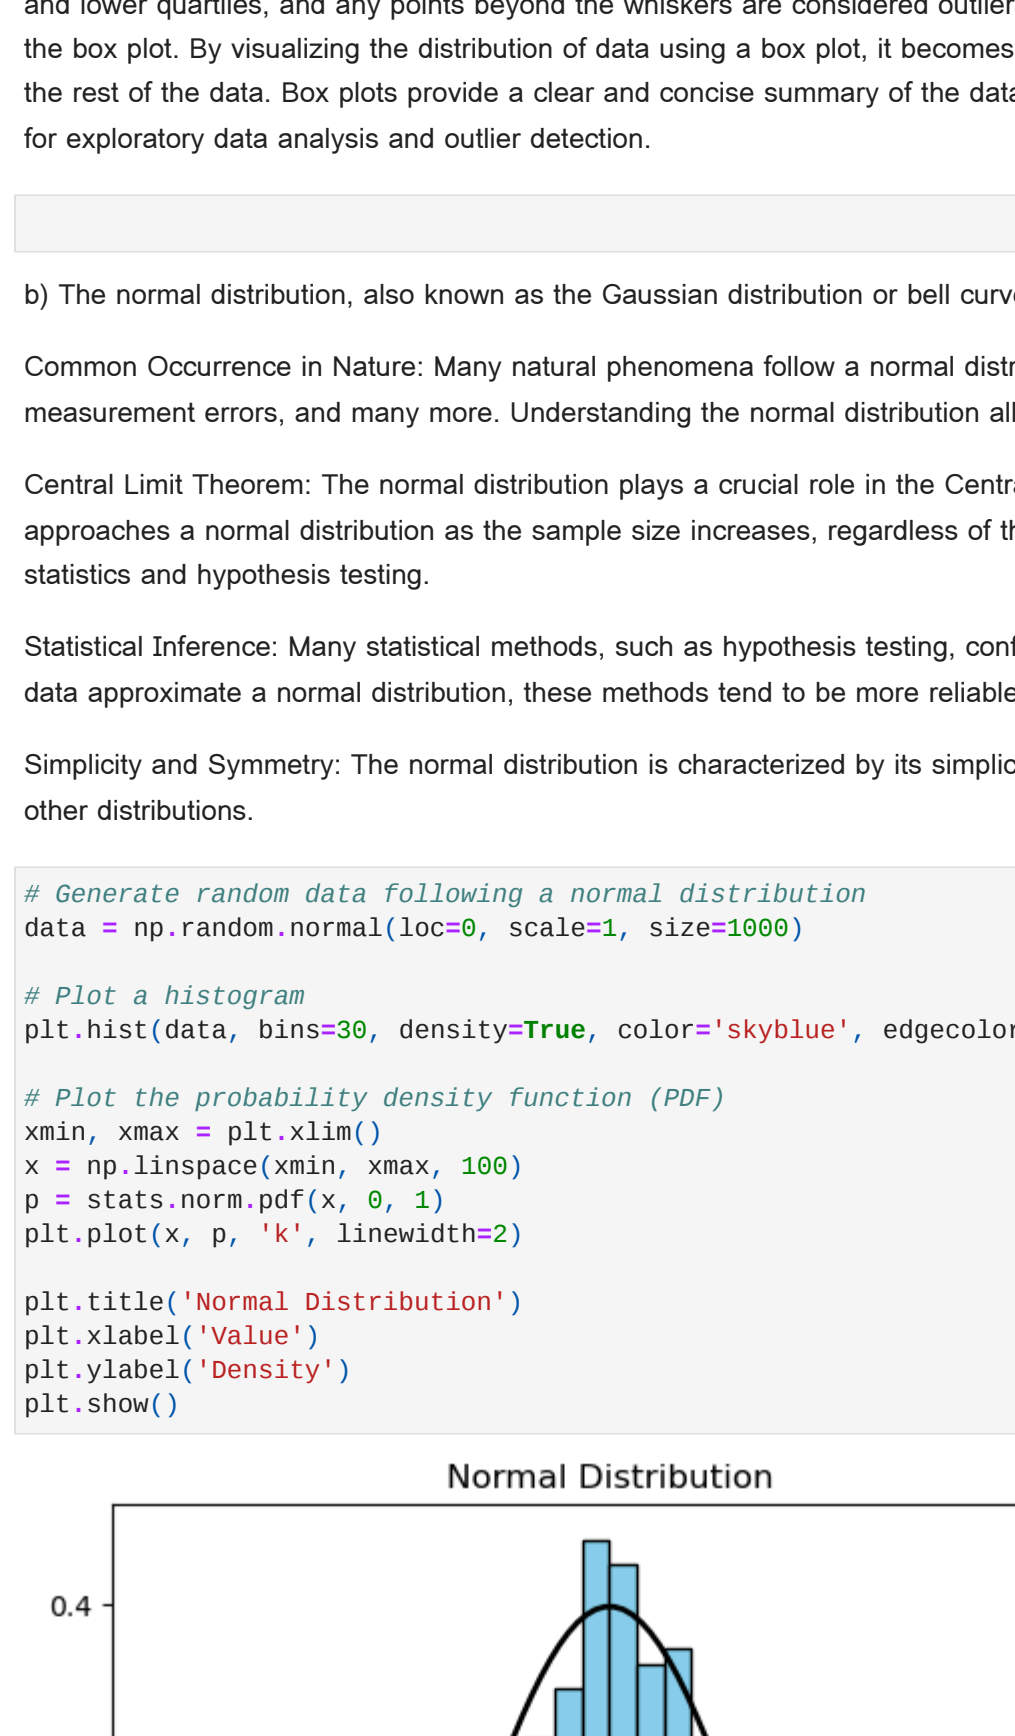 and lower quartiles, and any points beyond the whiskers are considered outlier
the box plot. By visualizing the distribution of data using a box plot, it becomes
the rest of the data. Box plots provide a clear and concise summary of the data
for exploratory data analysis and outlier detection.
b) The normal distribution, also known as the Gaussian distribution or bell curve
Common Occurrence in Nature: Many natural phenomena follow a normal distr
measurement errors, and many more. Understanding the normal distribution all
Central Limit Theorem: The normal distribution plays a crucial role in the Centra
approaches a normal distribution as the sample size increases, regardless of th
statistics and hypothesis testing.
Statistical Inference: Many statistical methods, such as hypothesis testing, conf
data approximate a normal distribution, these methods tend to be more reliable
Simplicity and Symmetry: The normal distribution is characterized by its simplic
other distributions.
# Generate random data following a normal distribution
data = np.random.normal(loc=0, scale=1, size=1000)
# Plot a histogram
plt.hist(data, bins=30, density=True, color='skyblue', edgecolor
# Plot the probability density function (PDF)
xmin, xmax = plt.xlim()
x = np.linspace(xmin, xmax, 100)
p = stats.norm.pdf(x, 0, 1)
plt.plot(x, p, 'k', linewidth=2)
plt.title('Normal Distribution')
plt.xlabel('Value')
plt.ylabel('Density')
plt.show()
Normal Distribution
0.4